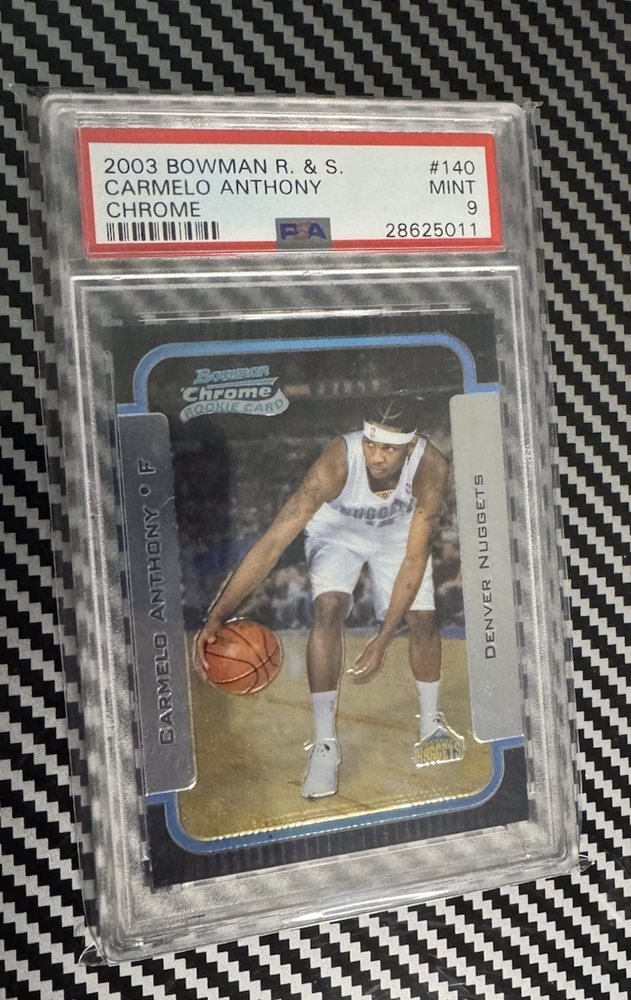 2003 BOWMAN R. & S. #140
CARMELO ANTHONY MINT
CHROME 9
PSA 28625011
Bowman
Chrome
ROOKIE CARD
CARMELO ANTHONY • F
DENVER NUGGETS
NUGGETS
NUGGETS